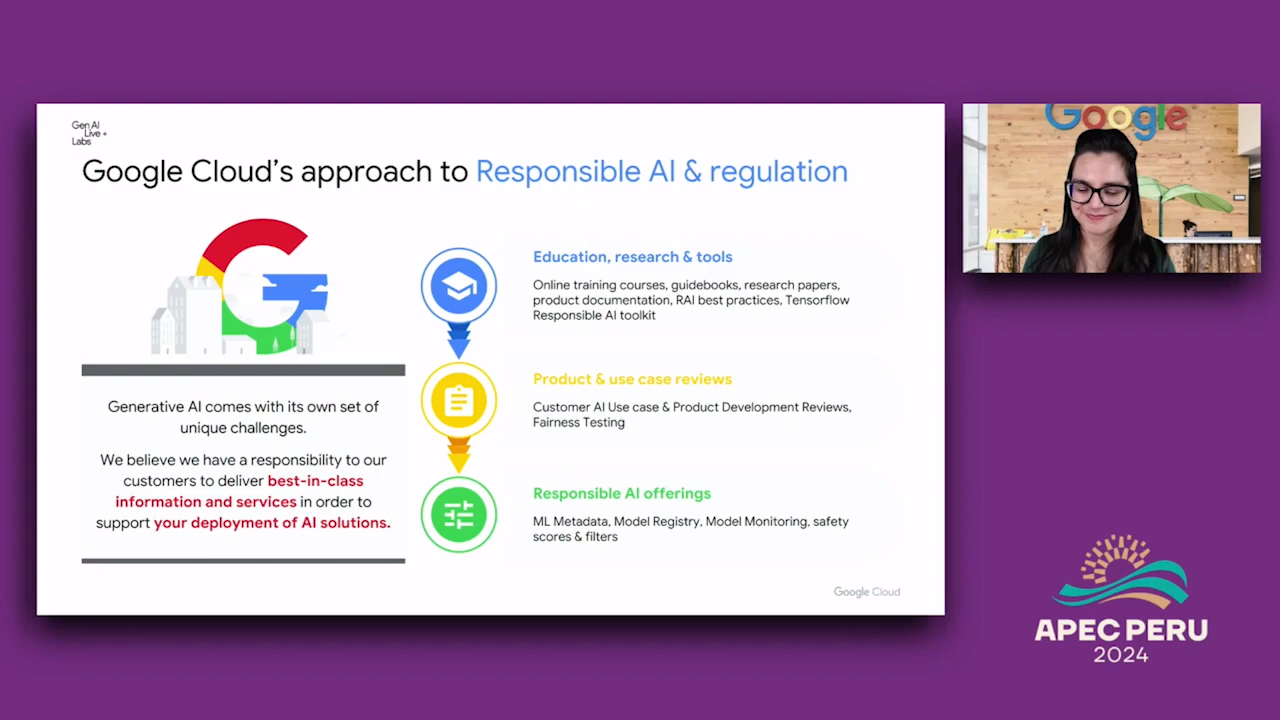 Gen AI
Live +
Labs
Google Cloud's approach to Responsible AI & regulation
Generative AI comes with its own set of
unique challenges.
We believe we have a responsibility to our
customers to deliver best-in-class
information and services in order to
support your deployment of AI solutions.
Education, research & tools
Online training courses, guidebooks, research papers,
product documentation, RAI best practices, Tensorflow
Responsible AI toolkit
Product & use case reviews
Customer AI Use case & Product Development Reviews,
Fairness Testing
Responsible AI offerings
ML Metadata, Model Registry, Model Monitoring, safety
scores & filters
Google Cloud
Google
APEC PERU
2024